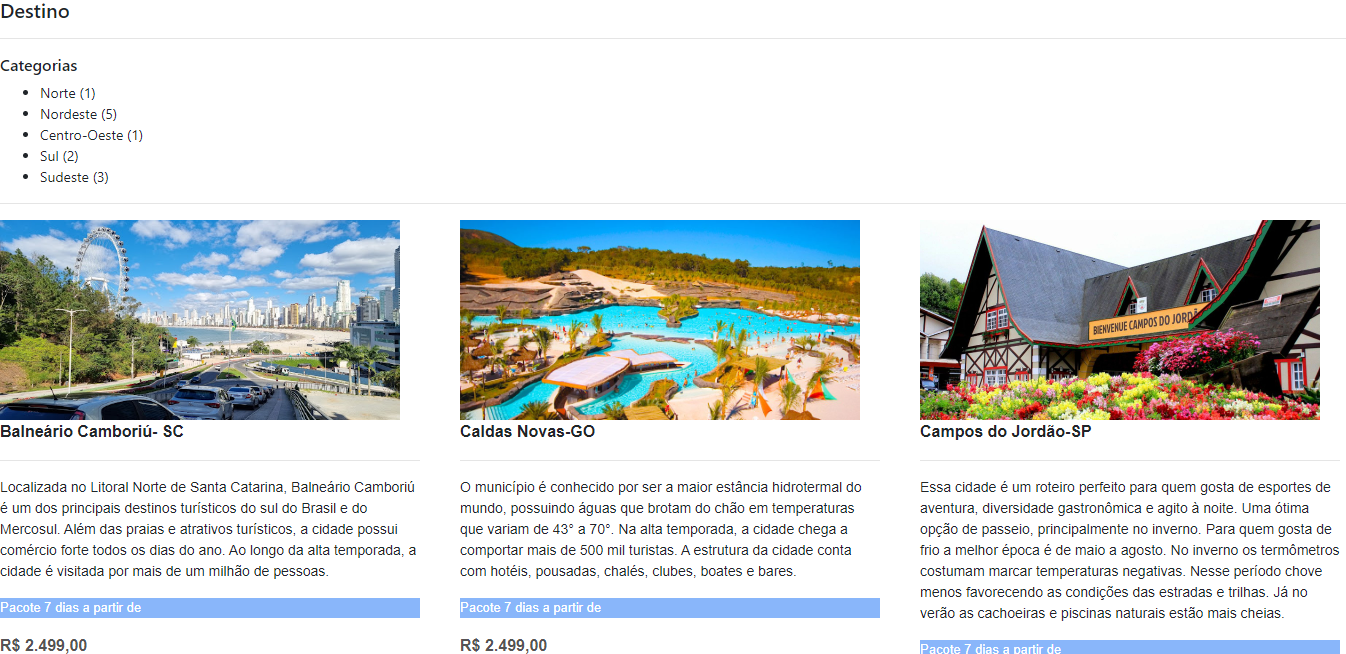 Destino
Categorias
Norte (1)
Nordeste (5)
Centro-Oeste (1)
Sul (2)
Sudeste (3)
BIENVENUE CAMPOS DO JORD
Balneário Camboriú- SC
Localizada no Litoral Norte de Santa Catarina, Balneário Camboriú
é um dos principais destinos turísticos do sul do Brasil e do
Mercosul. Além das praias e atrativos turísticos, a cidade possui
comércio forte todos os dias do ano. Ao longo da alta temporada, a
cidade é visitada por mais de um milhão de pessoas.
Pacote 7 dias a partir de
R$ 2.499,00
Caldas Novas-GO
O município é conhecido por ser a maior estância hidrotermal do
mundo, possuindo águas que brotam do chão em temperaturas
que variam de 43° a 70°. Na alta temporada, a cidade chega a
comportar mais de 500 mil turistas. A estrutura da cidade conta
com hotéis, pousadas, chalés, clubes, boates e bares.
Pacote 7 dias a partir de
R$ 2.499,00
Campos do Jordão-SP
Essa cidade é um roteiro perfeito para quem gosta de esportes de
aventura, diversidade gastronômica e agito à noite. Uma ótima
opção de passeio, principalmente no inverno. Para quem gosta de
frio a melhor época é de maio a agosto. No inverno os termômetros
costumam marcar temperaturas negativas. Nesse período chove
menos favorecendo as condições das estradas e trilhas. Já no
verão as cachoeiras e piscinas naturais estão mais cheias.
Pacote 7 dias a partir de